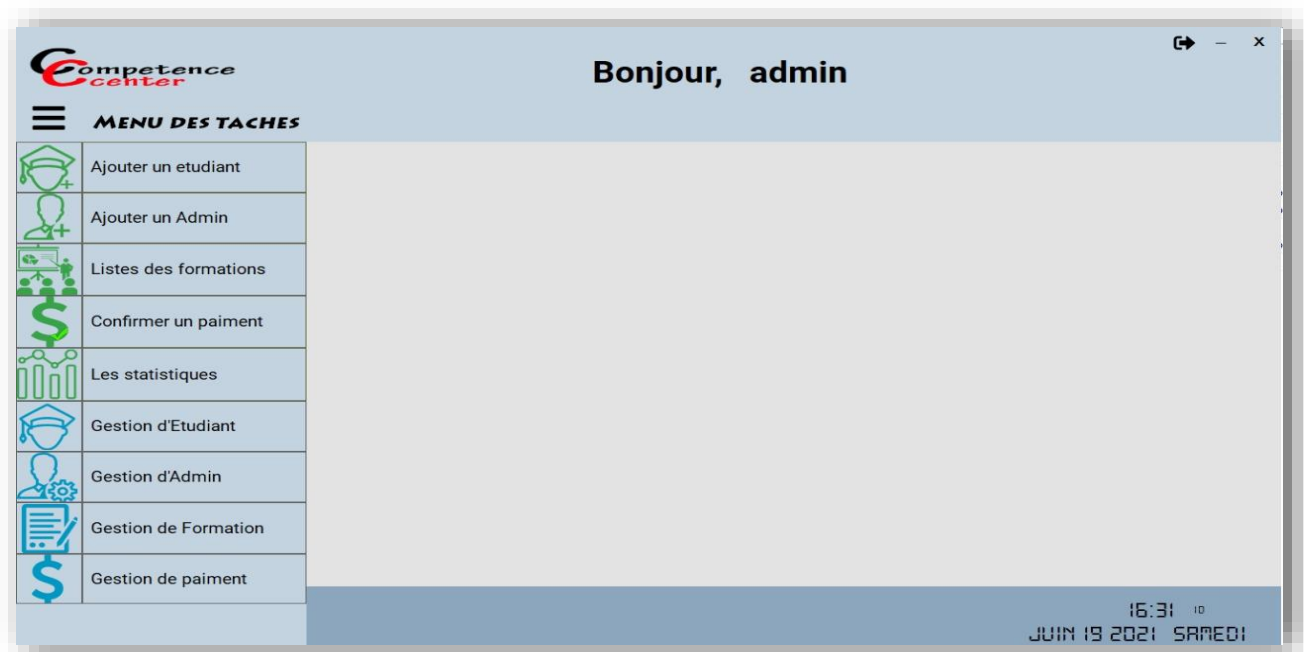 Competence
center
Bonjour, admin
– x
MENU DES TACHES
Ajouter un etudiant
Ajouter un Admin
Listes des formations
Confirmer un paiment
Les statistiques
Gestion d'Etudiant
Gestion d'Admin
Gestion de Formation
Gestion de paiment
16:31 10
JUIN 19 2021 SAMEDI